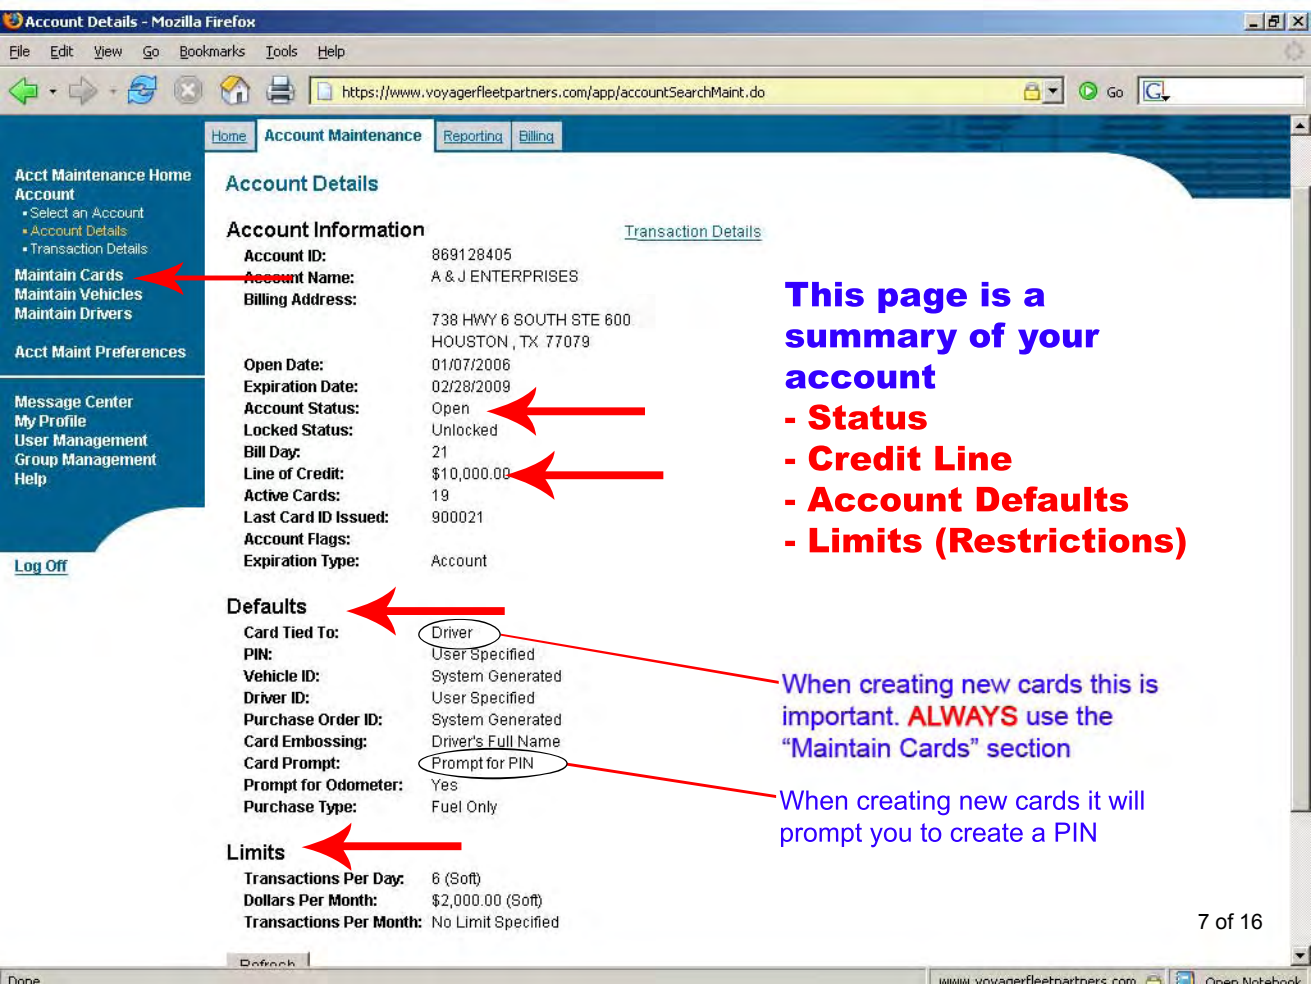 Account Details - Mozilla Firefox
File Edit View Go Bookmarks Tools Help
https://www.voyagerfleetpartners.com/app/accountSearchMaint.do
Go
G
Home Account Maintenance Reporting Billing
Acct Maintenance Home
Account
Select an Account
Account Details
Transaction Details
Maintain Cards
Maintain Vehicles
Maintain Drivers
Acct Maint Preferences
Message Center
My Profile
User Management
Group Management
Help
Log Off
Account Details
Account Information
Transaction Details
Account ID: 869128405
Account Name: A & J ENTERPRISES
Billing Address:
738 HWY 6 SOUTH STE 600
HOUSTON , TX 77079
Open Date: 01/07/2006
Expiration Date: 02/28/2009
Account Status: Open
Locked Status: Unlocked
Bill Day: 21
Line of Credit: $10,000.00
Active Cards: 19
Last Card ID Issued: 900021
Account Flags:
Expiration Type: Account
Defaults
Card Tied To: Driver
PIN: User Specified
Vehicle ID: System Generated
Driver ID: User Specified
Purchase Order ID: System Generated
Card Embossing: Driver's Full Name
Card Prompt: Prompt for PIN
Prompt for Odometer: Yes
Purchase Type: Fuel Only
Limits
Transactions Per Day: 6 (Soft)
Dollars Per Month: $2,000.00 (Soft)
Transactions Per Month: No Limit Specified
Refresh
This page is a
summary of your
account
- Status
- Credit Line
- Account Defaults
- Limits (Restrictions)
When creating new cards this is
important. ALWAYS use the
“Maintain Cards” section
When creating new cards it will
prompt you to create a PIN
7 of 16
Done
www.voyagerfleetpartners.com
Open Notebook